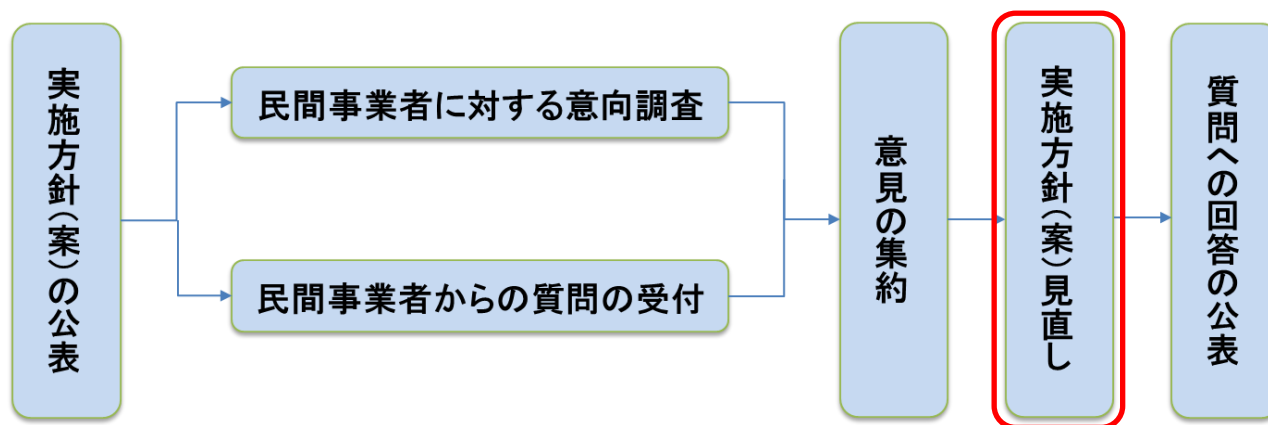 実施方針(案)の公表
民間事業者に対する意向調査
民間事業者からの質問の受付
意見の集約
実施方針(案)見直し
質問への回答の公表